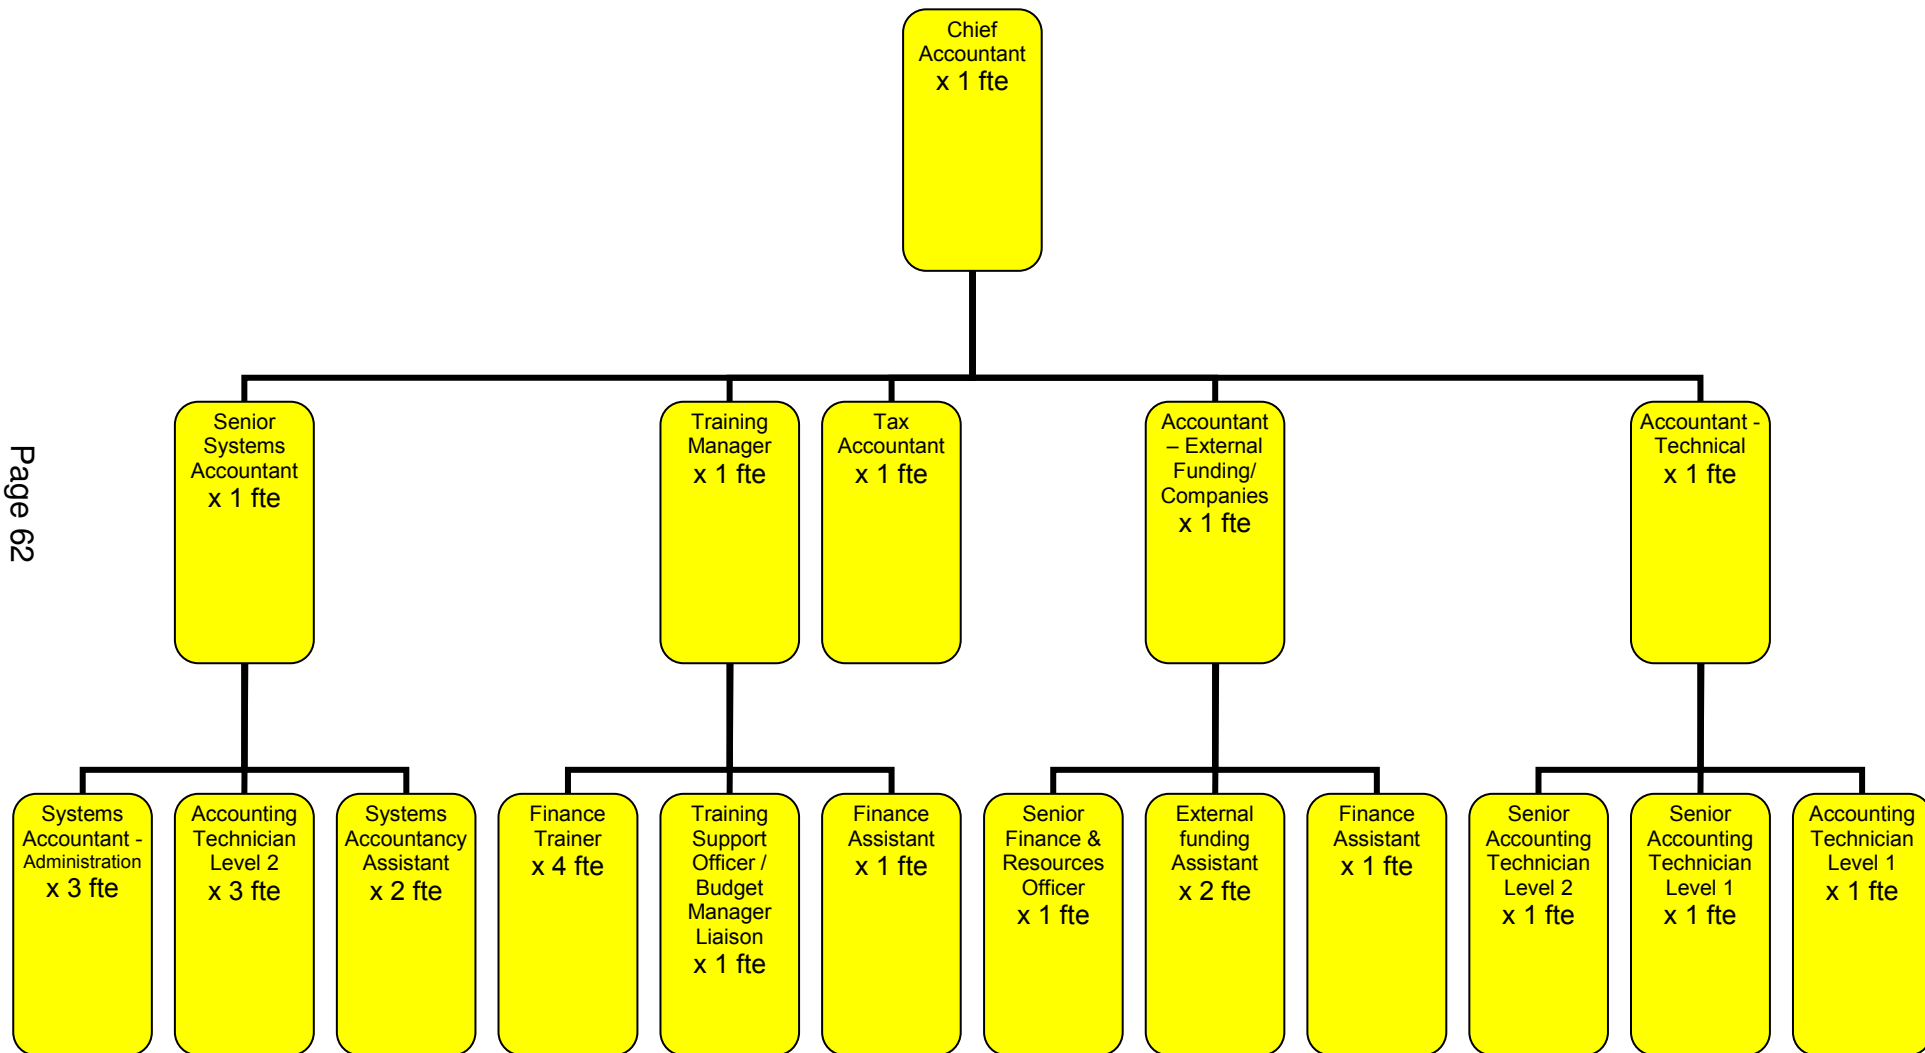 Chief
Accountant
x 1 fte
Senior
Systems
Accountant
x 1 fte
Training
Manager
x 1 fte
Tax
Accountant
x 1 fte
Accountant
– External
Funding/
Companies
x 1 fte
Accountant -
Technical
x 1 fte
Systems
Accountant -
Administration
x 3 fte
Accounting
Technician
Level 2
x 3 fte
Systems
Accountancy
Assistant
x 2 fte
Finance
Trainer
x 4 fte
Training
Support
Officer /
Budget
Manager
Liaison
x 1 fte
Finance
Assistant
x 1 fte
Senior
Finance &
Resources
Officer
x 1 fte
External
funding
Assistant
x 2 fte
Finance
Assistant
x 1 fte
Senior
Accounting
Technician
Level 2
x 1 fte
Senior
Accounting
Technician
Level 1
x 1 fte
Accounting
Technician
Level 1
x 1 fte
Page 62